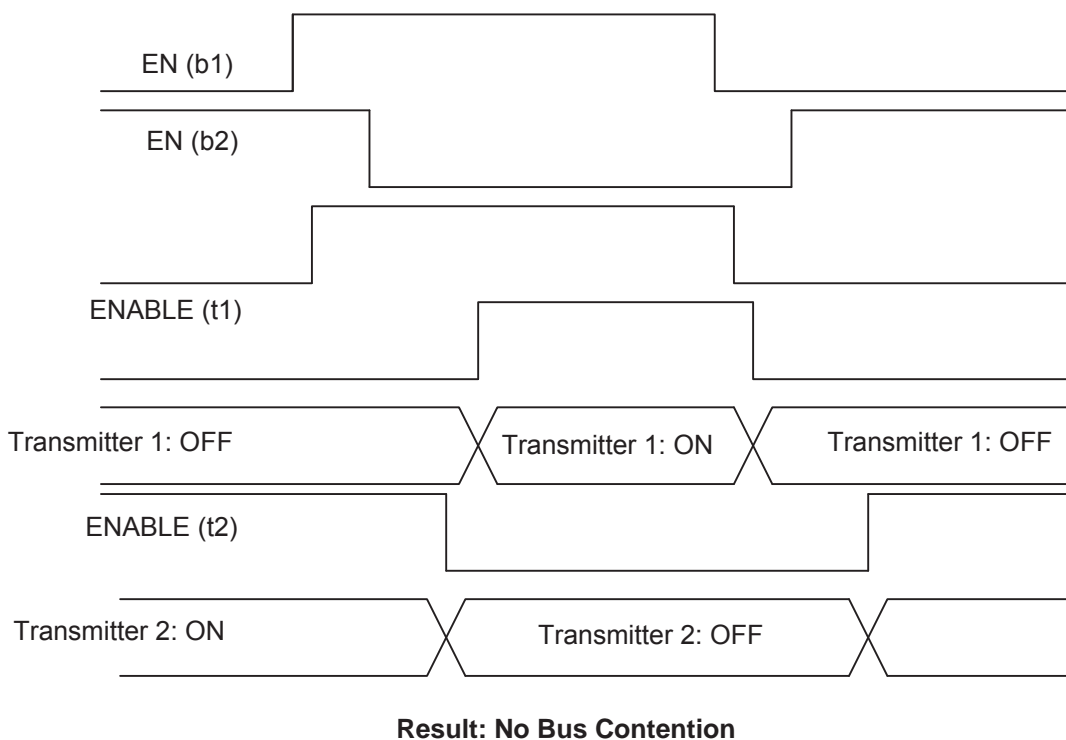 EN (b1)
EN (b2)
ENABLE (t1)
Transmitter 1: OFF
Transmitter 1: ON
Transmitter 1: OFF
ENABLE (t2)
Transmitter 2: ON
Transmitter 2: OFF
Result: No Bus Contention